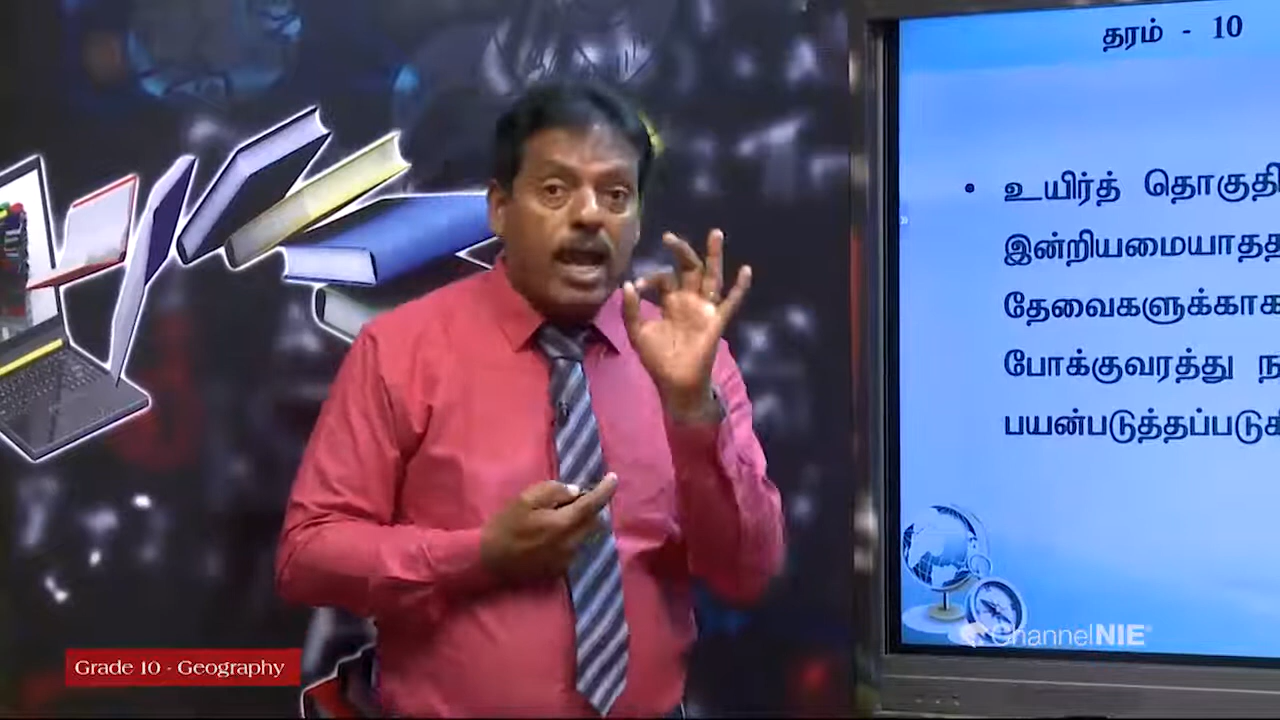 தரம் - 10
• உயிர்த் தொகுதி
இன்றியமையாதத
தேவைகளுக்காக
போக்குவரத்து ந
பயன்படுத்தப்படுக
ChannelNIE
Grade 10 - Geography